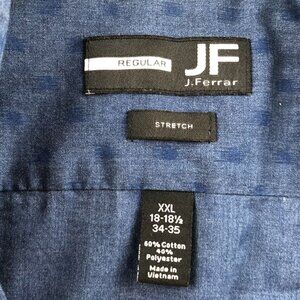 REGULAR
JF
J.Ferrar
STRETCH
XXL
18-18½
34-35
60% Cotton
40%
Polyester
Made in
Vietnam